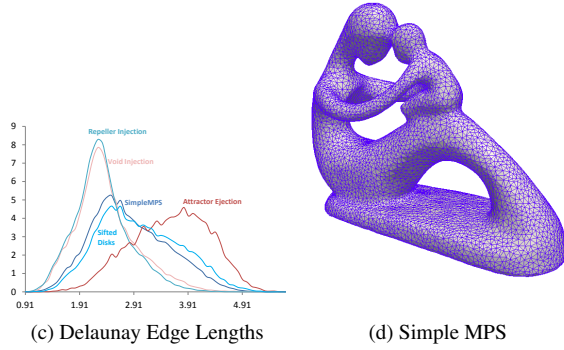 9
8
7
6
5
4
3
2
1
0
Repeller Injection
Void Injection
SimpleMPS
Attractor Ejection
Sifted
Disks
0.91 1.91 2.91 3.91 4.91
(c) Delaunay Edge Lengths
(d) Simple MPS